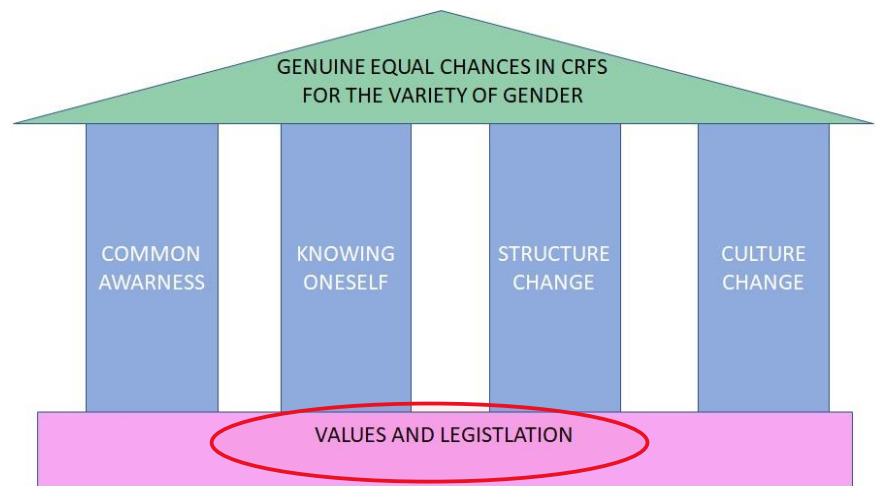 GENUINE EQUAL CHANCES IN CRFS
FOR THE VARIETY OF GENDER
COMMON
AWARNESS
KNOWING
ONESELF
STRUCTURE
CHANGE
CULTURE
CHANGE
VALUES AND LEGISTLATION